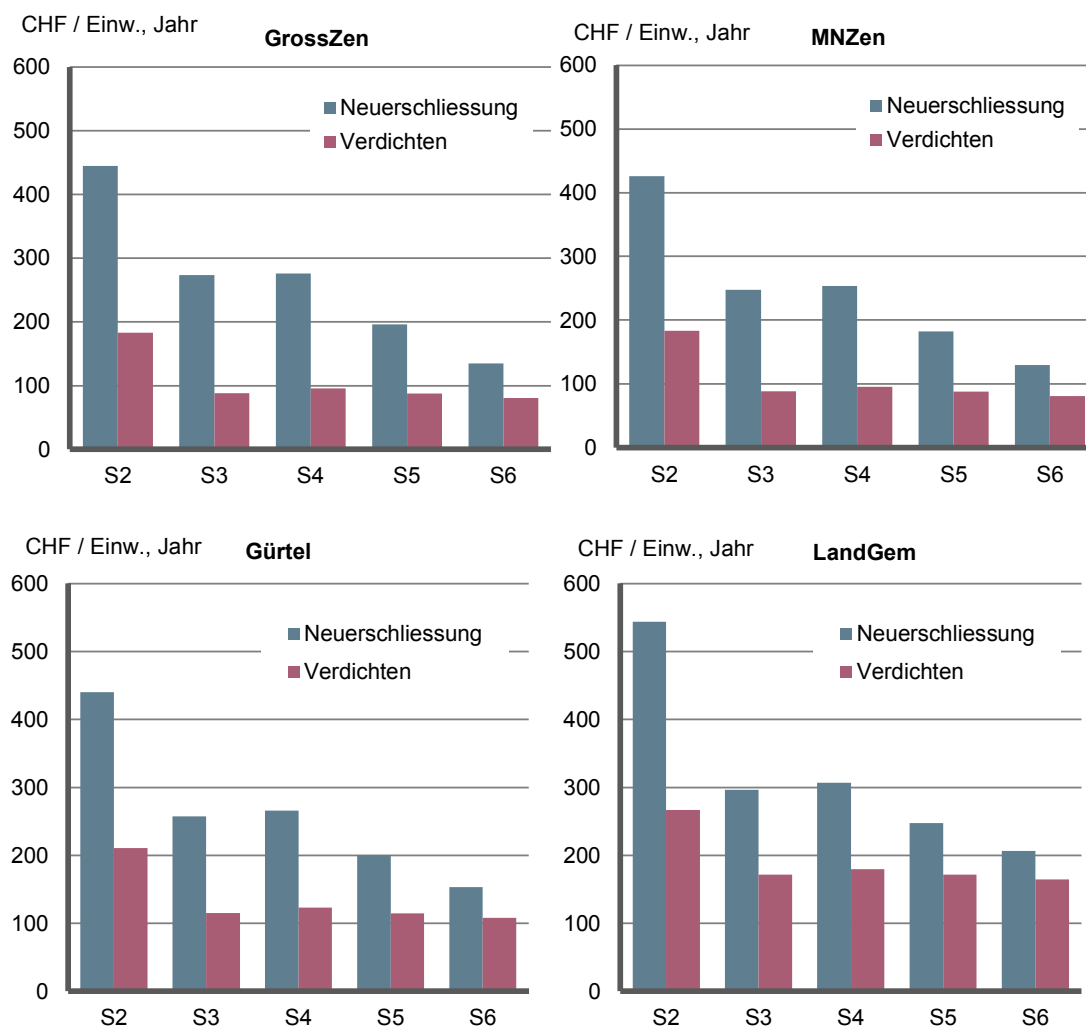 CHF / Einw., Jahr
GrossZen
600
500
400
300
200
100
0
Neuerschliessung
Verdichten
S2 S3 S4 S5 S6
CHF / Einw., Jahr
MNZen
600
500
400
300
200
100
0
Neuerschliessung
Verdichten
S2 S3 S4 S5 S6
CHF / Einw., Jahr
Gürtel
600
500
400
300
200
100
0
Neuerschliessung
Verdichten
S2 S3 S4 S5 S6
CHF / Einw., Jahr
LandGem
600
500
400
300
200
100
0
Neuerschliessung
Verdichten
S2 S3 S4 S5 S6